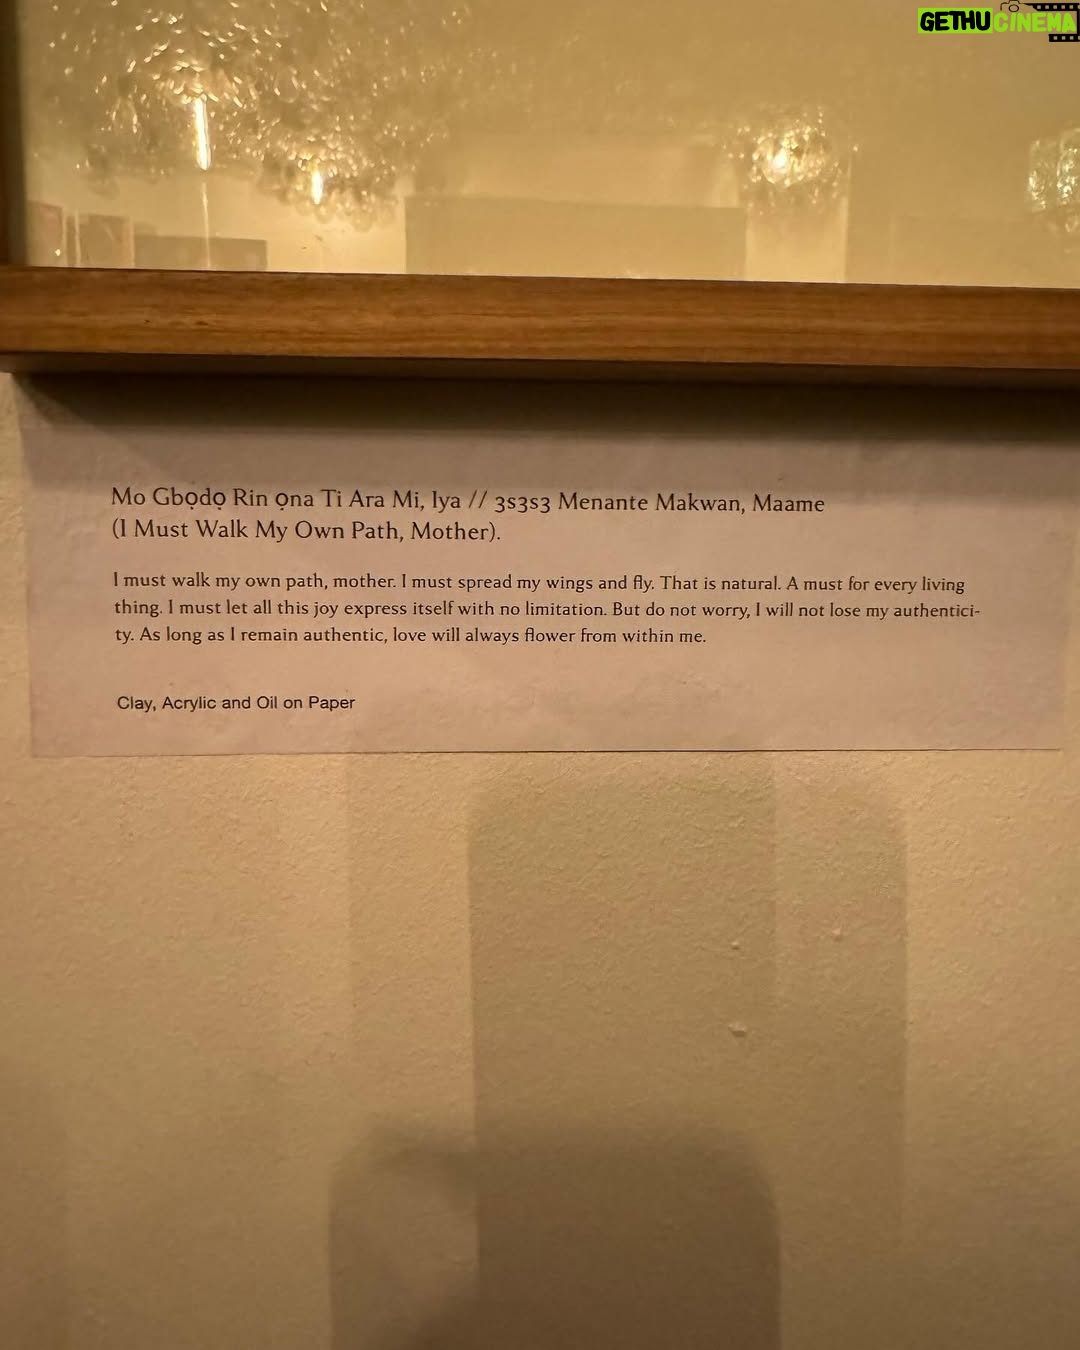 GETHUCINEMA
Mo Gbọdọ Rin ọna Ti Ara Mi, Iya // 3s3s3 Menante Makwan, Maame
(I Must Walk My Own Path, Mother).
I must walk my own path, mother. I must spread my wings and fly. That is natural. A must for every living
thing. I must let all this joy express itself with no limitation. But do not worry, I will not lose my authentici-
ty. As long as I remain authentic, love will always flower from within me.
Clay, Acrylic and Oil on Paper